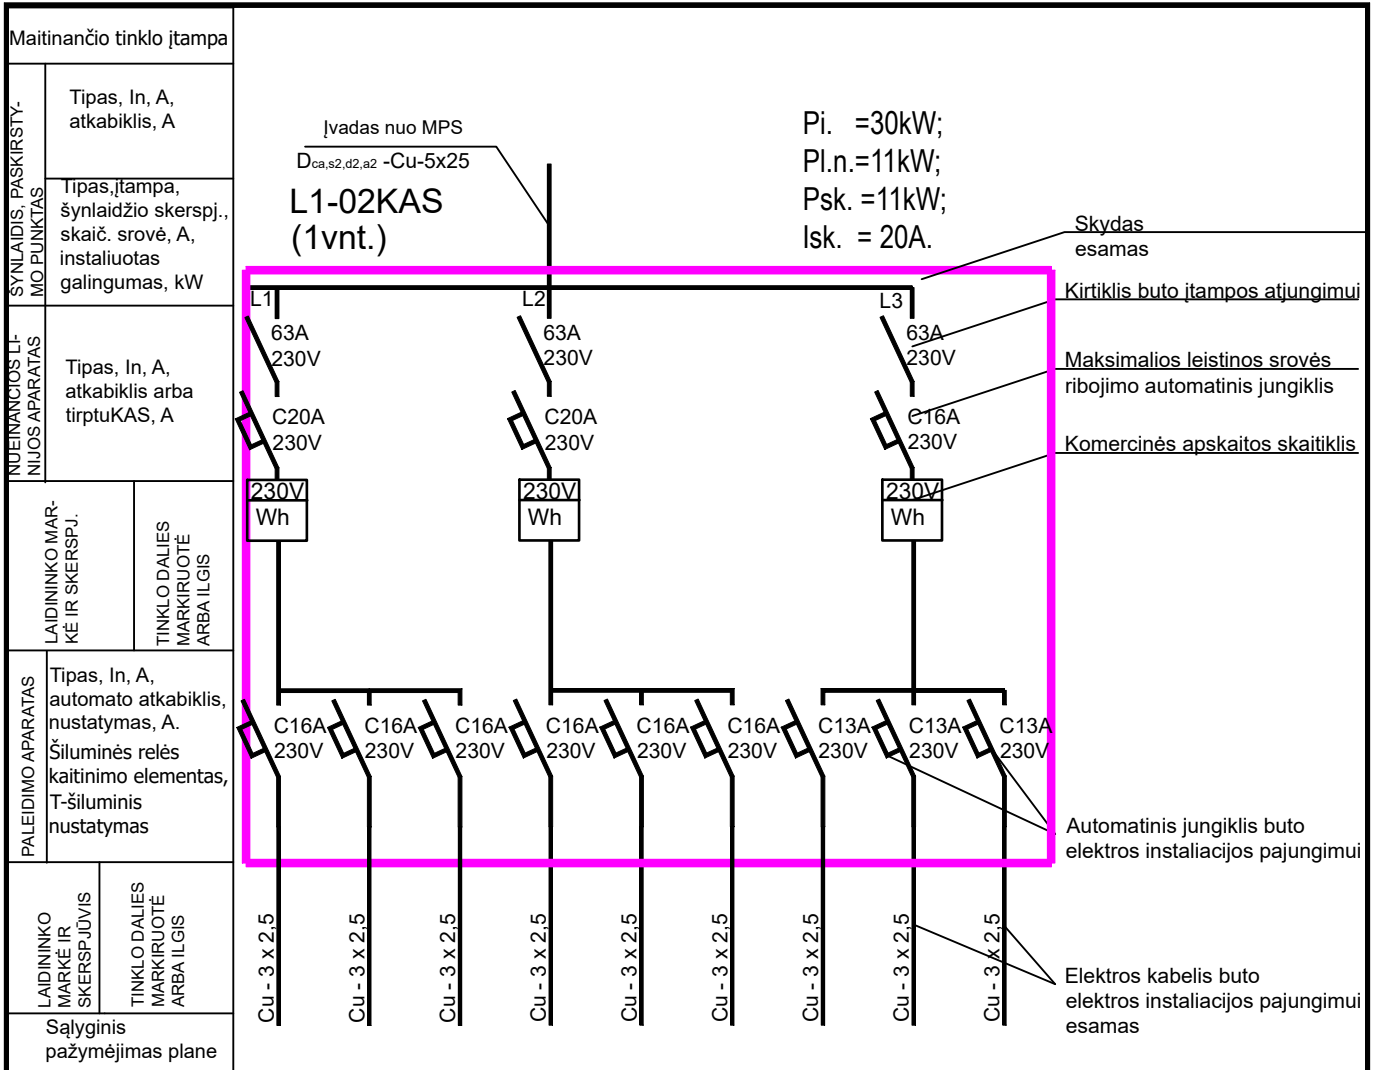 Maitinančio tinklo įtampa
ŠYNLAIDIS, PASKIRSTY-
MO PUNKTAS
Tipas, In, A,
atkabiklis, A
Tipas,įtampa,
šynlaidžio skerspj.,
skaič. srovė, A,
instaliuotas
galingumas, kW
NUEINANČIOS LI-
NIJOS APARATAS
Tipas, In, A,
atkabiklis arba
tirptuKAS, A
LAIDININKO MAR-
KĖ IR SKERSPJ.
TINKLO DALIES
MARKIRUOTĖ
ARBA ILGIS
PALEIDIMO APARATAS
Tipas, In, A,
automato atkabiklis,
nustatymas, A.
Šiluminės relės
kaitinimo elementas,
T-šiluminis
nustatymas
LAIDININKO
MARKĖ IR
SKERSPJŪVIS
TINKLO DALIES
MARKIRUOTĖ
ARBA ILGIS
Sąlyginis
pažymėjimas plane
Įvadas nuo MPS
Dca,s2,d2,a2 -Cu-5x25
L1-02KAS
(1vnt.)
Pi. =30kW;
Pl.n.=11kW;
Psk. =11kW;
Isk. = 20A.
L1
L2
L3
63A
230V
63A
230V
63A
230V
C20A
230V
C20A
230V
C16A
230V
230V
Wh
230V
Wh
230V
Wh
C16A
230V
C16A
230V
C16A
230V
C16A
230V
C16A
230V
C16A
230V
C13A
230V
C13A
230V
C13A
230V
Cu - 3 x 2,5
Cu - 3 x 2,5
Cu - 3 x 2,5
Cu - 3 x 2,5
Cu - 3 x 2,5
Cu - 3 x 2,5
Cu - 3 x 2,5
Cu - 3 x 2,5
Cu - 3 x 2,5
Skydas
esamas
Kirtiklis buto įtampos atjungimui
Maksimalios leistinos srovės
ribojimo automatinis jungiklis
Komercinės apskaitos skaitiklis
Automatinis jungiklis buto
elektros instaliacijos pajungimui
Elektros kabelis buto
elektros instaliacijos pajungimui
esamas